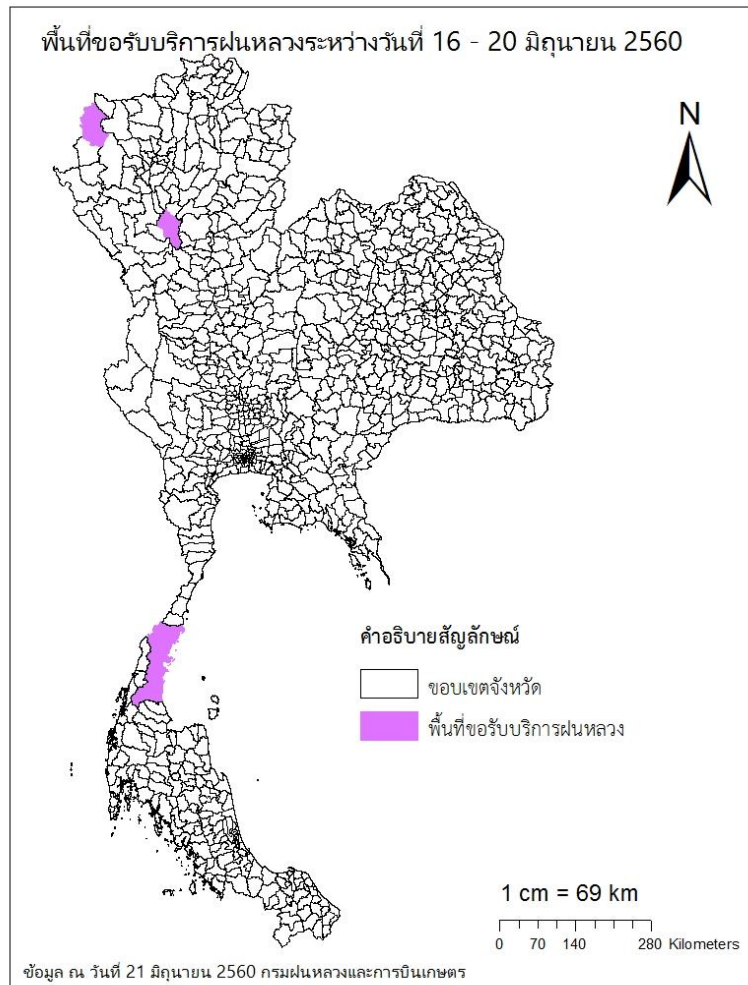 พื้นที่ขอรับบริการฝนหลวงระหว่างวันที่ 16 - 20 มิถุนายน 2560
N
คำอธิบายสัญลักษณ์
ขอบเขตจังหวัด
พื้นที่ขอรับบริการฝนหลวง
1 cm = 69 km
0 70 140 280 Kilometers
ข้อมูล ณ วันที่ 21 มิถุนายน 2560 กรมฝนหลวงและการบินเกษตร